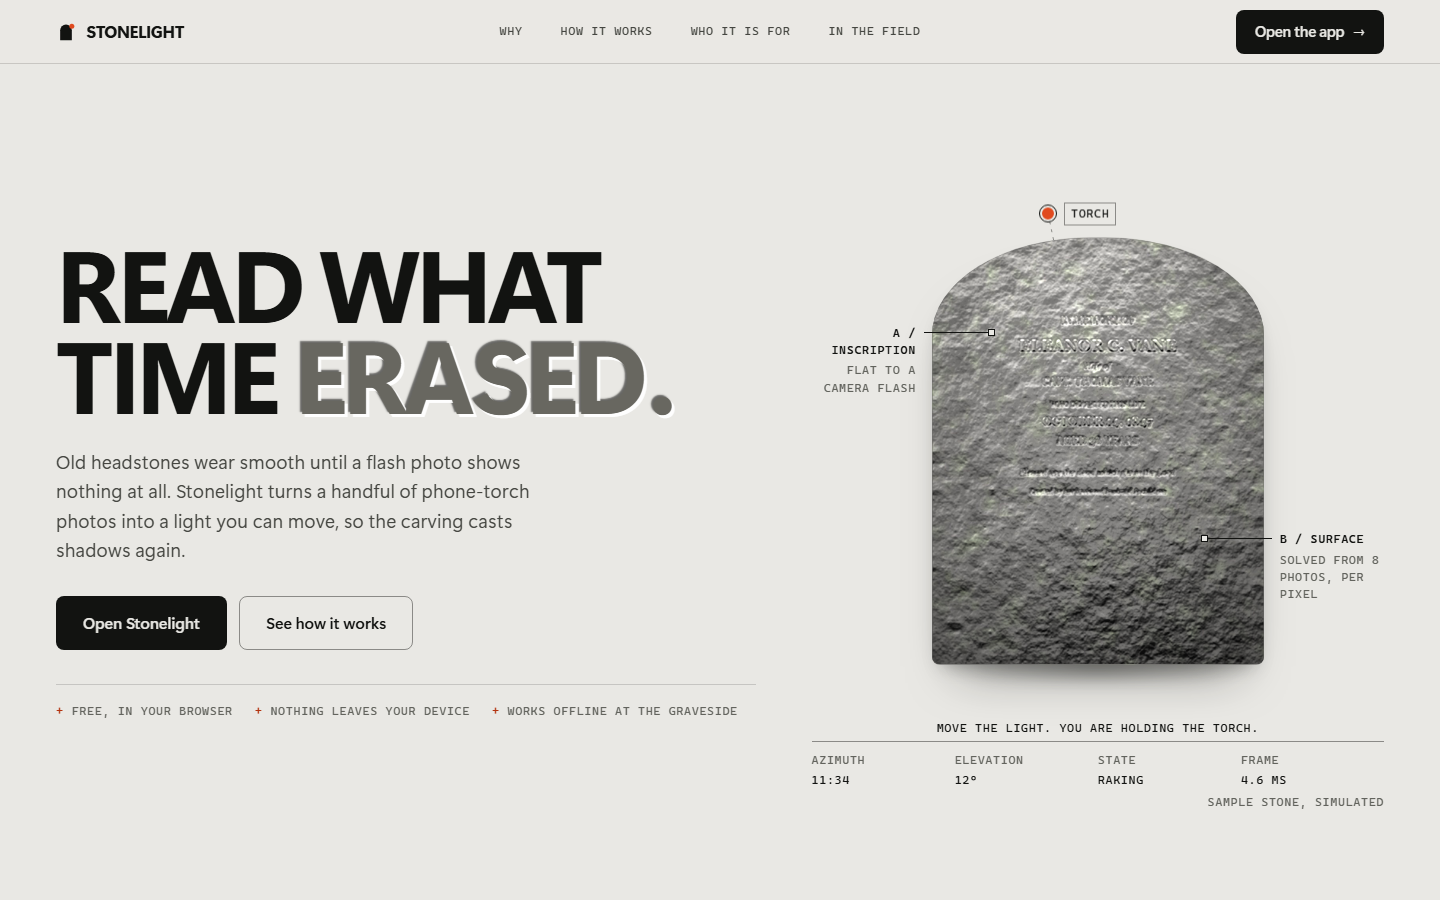 STONELIGHT
WHY
HOW IT WORKS
WHO IT IS FOR
IN THE FIELD
Open the app →
READ WHAT
TIME ERASED.
Old headstones wear smooth until a flash photo shows
nothing at all. Stonelight turns a handful of phone-torch
photos into a light you can move, so the carving casts
shadows again.
Open Stonelight
See how it works
+ FREE, IN YOUR BROWSER
+ NOTHING LEAVES YOUR DEVICE
+ WORKS OFFLINE AT THE GRAVESIDE
TORCH
A /
INSCRIPTION
FLAT TO A
CAMERA FLASH
ELEANOR C. VANE
B / SURFACE
SOLVED FROM 8
PHOTOS, PER
PIXEL
MOVE THE LIGHT. YOU ARE HOLDING THE TORCH.
AZIMUTH
11:34
ELEVATION
12°
STATE
RAKING
FRAME
4.6 MS
SAMPLE STONE, SIMULATED